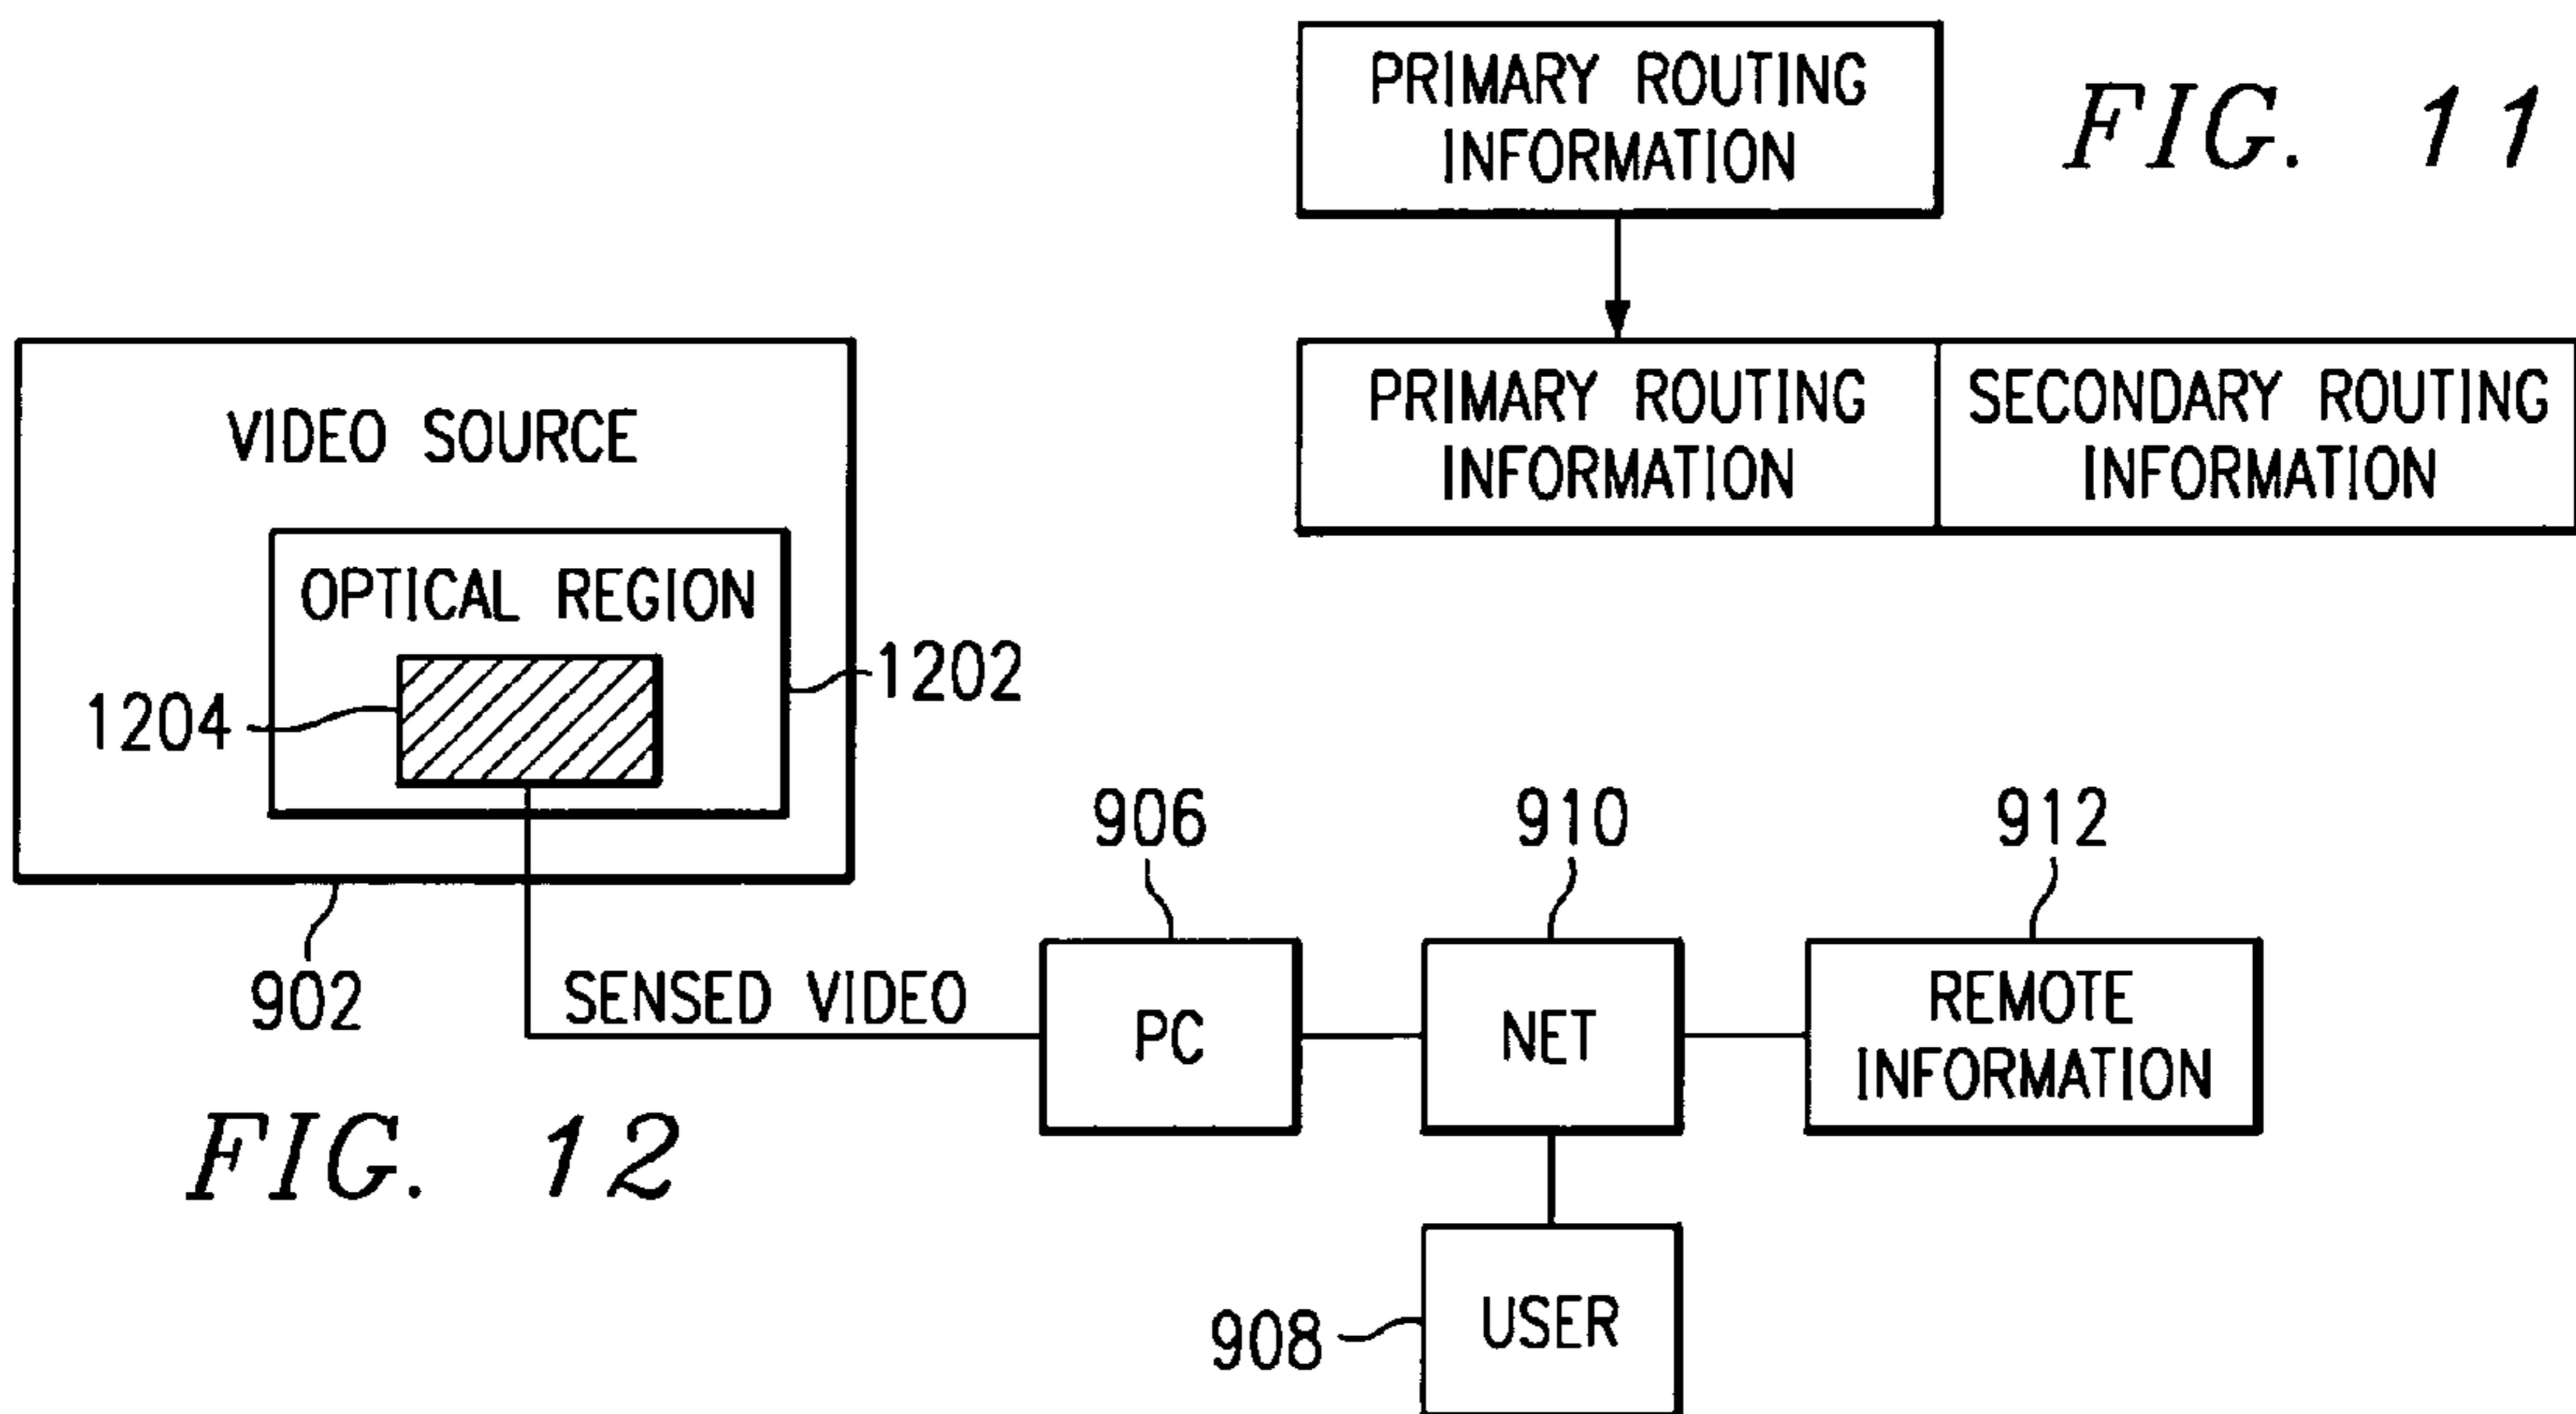 PRIMARY ROUTING
INFORMATION
FIG. 11
PRIMARY ROUTING
INFORMATION
SECONDARY ROUTING
INFORMATION
VIDEO SOURCE
OPTICAL REGION
1202
1204
902
SENSED VIDEO
906
PC
910
NET
912
REMOTE
INFORMATION
908
USER
FIG. 12